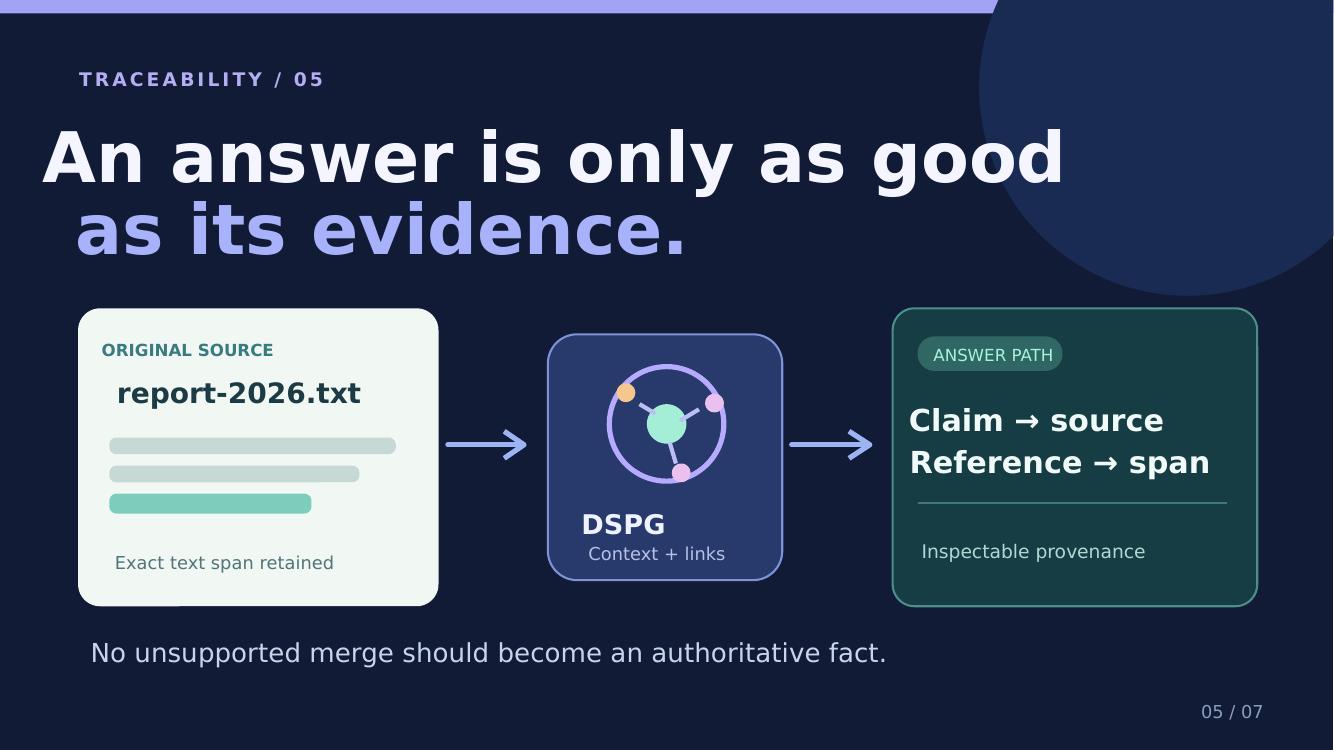 TRACEABILITY / 05
An answer is only as good
as its evidence.
ORIGINAL SOURCE
report-2026.txt
Exact text span retained
DSPG
Context + links
ANSWER PATH
Claim → source
Reference → span
Inspectable provenance
No unsupported merge should become an authoritative fact.
05 / 07